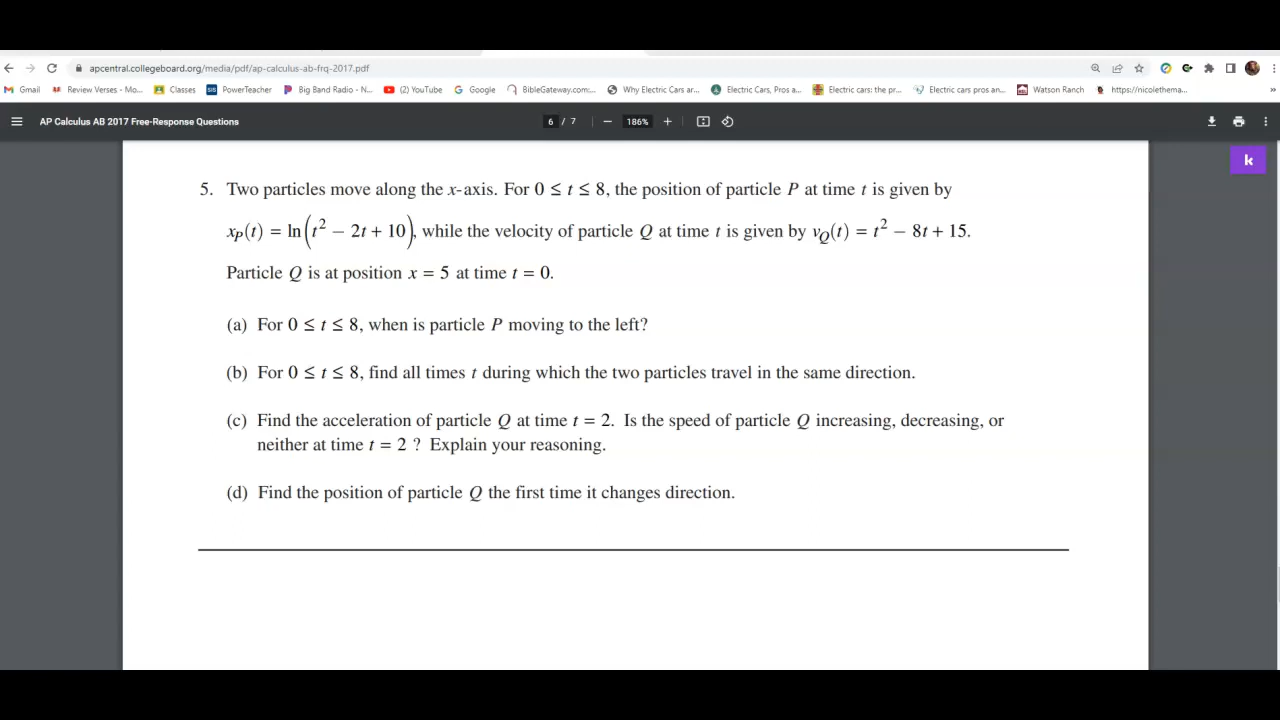 apcentral.collegeboard.org/media/pdf/ap-calculus-ab-frq-2017.pdf
Gmail Review Verses - Mo... Classes SIS PowerTeacher Big Band Radio - N... (2) YouTube Google BibleGateway.com:... Why Electric Cars ar... Electric Cars, Pros a... Electric cars: the pr... Electric cars pros an... Watson Ranch https://nicolethema... »
AP Calculus AB 2017 Free-Response Questions 6 / 7 − 186% +
k
5. Two particles move along the x-axis. For 0 ≤ t ≤ 8, the position of particle P at time t is given by
x_P(t) = ln(t² − 2t + 10), while the velocity of particle Q at time t is given by v_Q(t) = t² − 8t + 15.
Particle Q is at position x = 5 at time t = 0.
(a) For 0 ≤ t ≤ 8, when is particle P moving to the left?
(b) For 0 ≤ t ≤ 8, find all times t during which the two particles travel in the same direction.
(c) Find the acceleration of particle Q at time t = 2. Is the speed of particle Q increasing, decreasing, or
neither at time t = 2 ? Explain your reasoning.
(d) Find the position of particle Q the first time it changes direction.